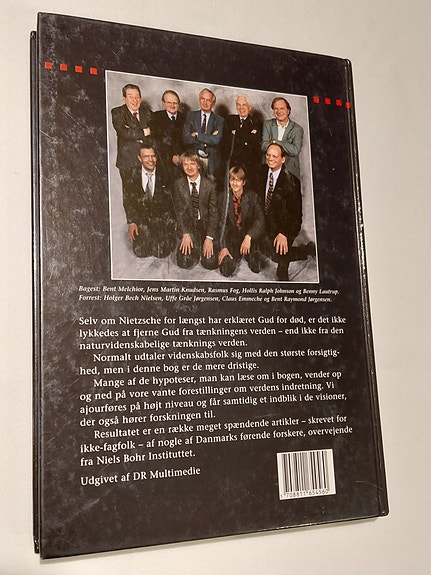 Bagest: Bent Melchior, Jens Martin Knudsen, Rasmus Fog, Hollis Ralph Johnson og Benny Lautrup.
Forrest: Holger Bech Nielsen, Uffe Gråe Jørgensen, Claus Emmeche og Bent Raymond Jørgensen.
Selv om Nietzsche for længst har erklæret Gud for død, er det ikke
lykkedes at fjerne Gud fra tænkningens verden – end ikke fra den
naturvidenskabelige tænknings verden.
Normalt udtaler videnskabsfolk sig med den største forsigtig-
hed, men i denne bog er de mere dristige.
Mange af de hypoteser, man kan læse om i bogen, vender op
og ned på vore vante forestillinger om verdens indretning. Vi
ajourføres på højt niveau og får samtidig et indblik i de visioner,
der også hører forskningen til.
Resultatet er en række meget spændende artikler – skrevet for
ikke-fagfolk – af nogle af Danmarks førende forskere, overvejende
fra Niels Bohr Instituttet.
Udgivet af DR Multimedie
1 708811 654560